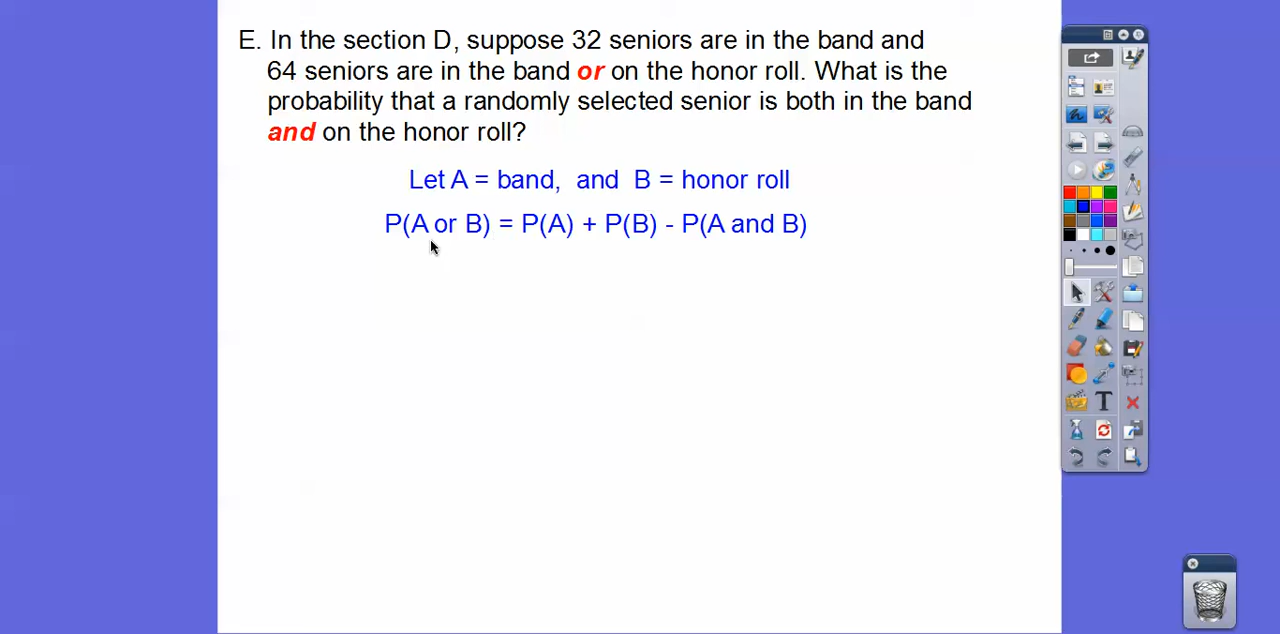 E. In the section D, suppose 32 seniors are in the band and
64 seniors are in the band or on the honor roll. What is the
probability that a randomly selected senior is both in the band
and on the honor roll?
Let A = band, and B = honor roll
P(A or B) = P(A) + P(B) - P(A and B)